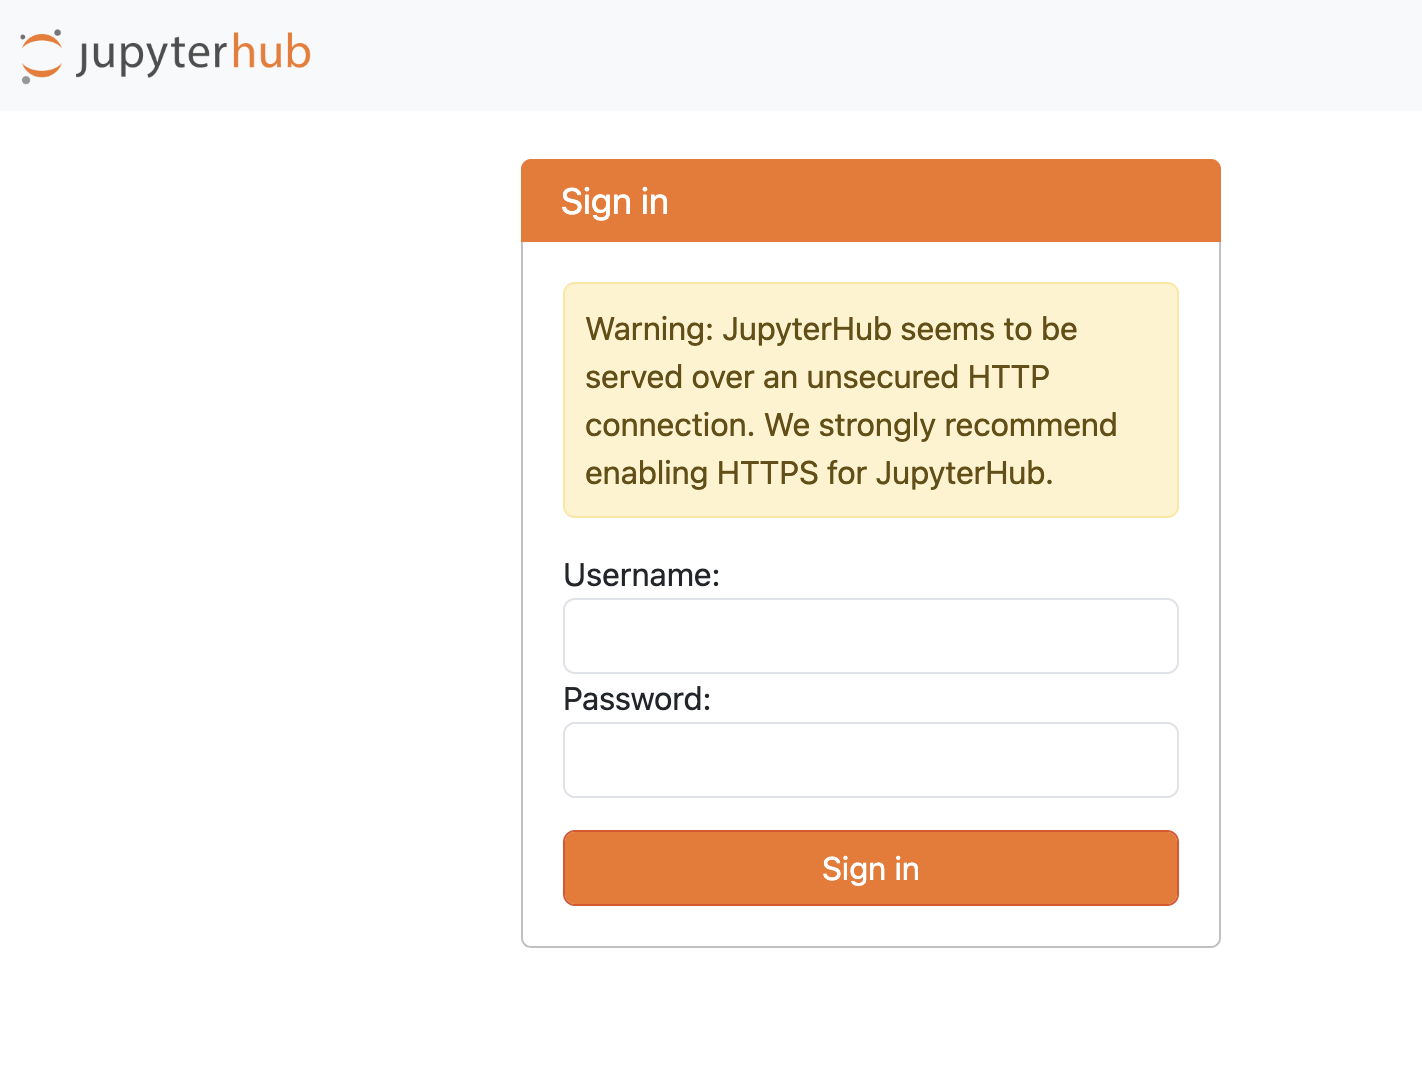 jupyterhub
Sign in
Warning: JupyterHub seems to be
served over an unsecured HTTP
connection. We strongly recommend
enabling HTTPS for JupyterHub.
Username:
Password:
Sign in